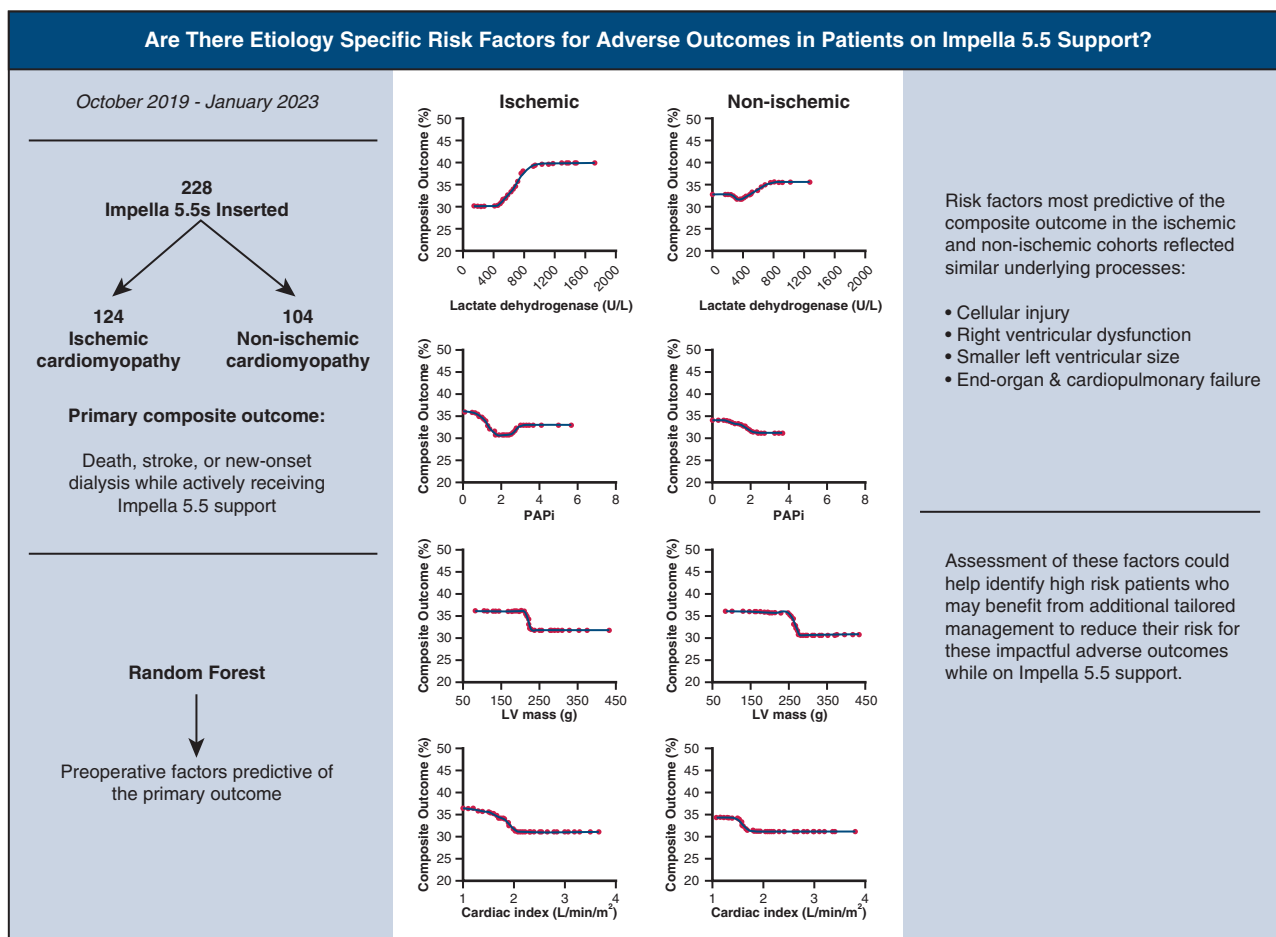 Are There Etiology Specific Risk Factors for Adverse Outcomes in Patients on Impella 5.5 Support?
October 2019 - January 2023
228
Impella 5.5s Inserted
124
Ischemic
cardiomyopathy
104
Non-ischemic
cardiomyopathy
Primary composite outcome:
Death, stroke, or new-onset
dialysis while actively receiving
Impella 5.5 support
Random Forest
Preoperative factors predictive of
the primary outcome
Ischemic
Composite Outcome (%)
50
45
40
35
30
25
20
0
400
800
1200
1600
2000
Lactate dehydrogenase (U/L)
Non-ischemic
Composite Outcome (%)
50
45
40
35
30
25
20
0
400
800
1200
1600
2000
Lactate dehydrogenase (U/L)
Composite Outcome (%)
50
45
40
35
30
25
20
0
2
4
6
8
PAPi
Composite Outcome (%)
50
45
40
35
30
25
20
0
2
4
6
8
PAPi
Composite Outcome (%)
50
45
40
35
30
25
20
50
150
250
350
450
LV mass (g)
Composite Outcome (%)
50
45
40
35
30
25
20
50
150
250
350
450
LV mass (g)
Composite Outcome (%)
50
45
40
35
30
25
20
1
2
3
4
Cardiac index (L/min/m²)
Composite Outcome (%)
50
45
40
35
30
25
20
1
2
3
4
Cardiac index (L/min/m²)
Risk factors most predictive of the
composite outcome in the ischemic
and non-ischemic cohorts reflected
similar underlying processes:
• Cellular injury
• Right ventricular dysfunction
• Smaller left ventricular size
• End-organ & cardiopulmonary failure
Assessment of these factors could
help identify high risk patients who
may benefit from additional tailored
management to reduce their risk for
these impactful adverse outcomes
while on Impella 5.5 support.